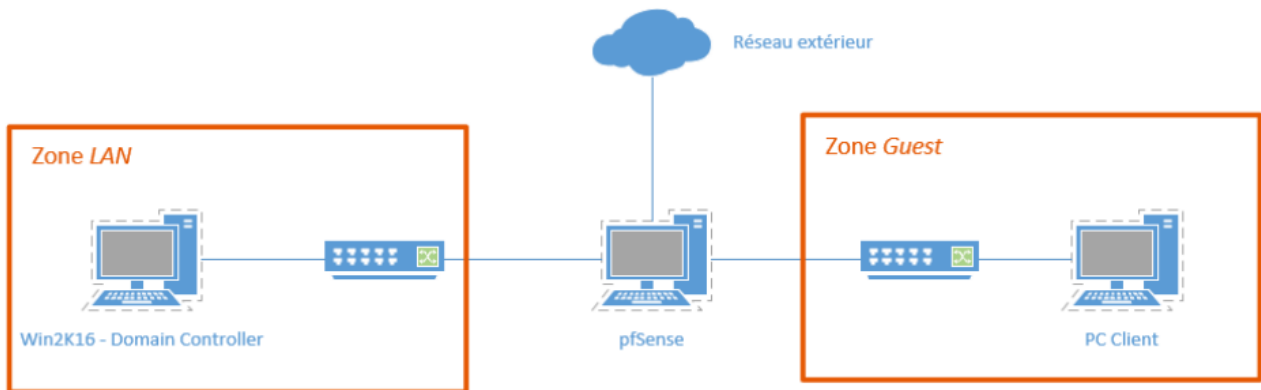 Réseau extérieur
Zone LAN
Zone Guest
Win2K16 - Domain Controller
pfSense
PC Client